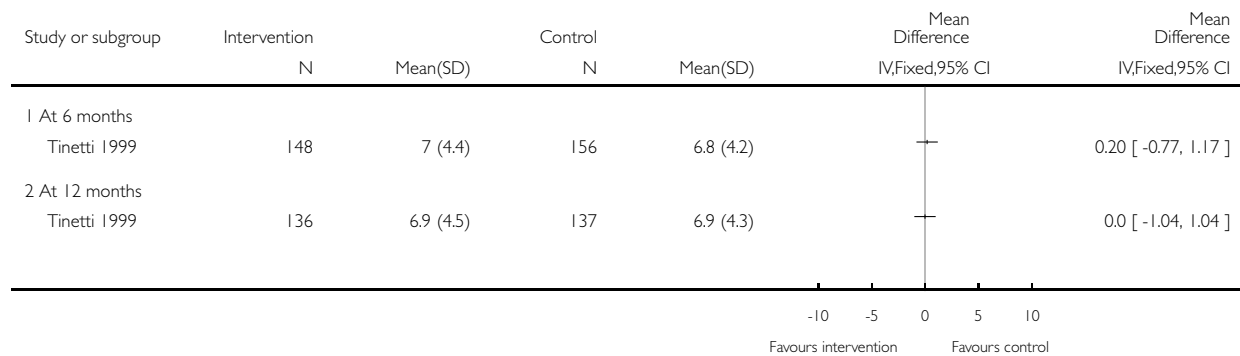 Study or subgroup Intervention Control Mean Difference Mean Difference
N Mean(SD) N Mean(SD) IV,Fixed,95% CI IV,Fixed,95% CI
1 At 6 months
Tinetti 1999 148 7 (4.4) 156 6.8 (4.2) 0.20 [ -0.77, 1.17 ]
2 At 12 months
Tinetti 1999 136 6.9 (4.5) 137 6.9 (4.3) 0.0 [ -1.04, 1.04 ]
-10 -5 0 5 10
Favours intervention Favours control